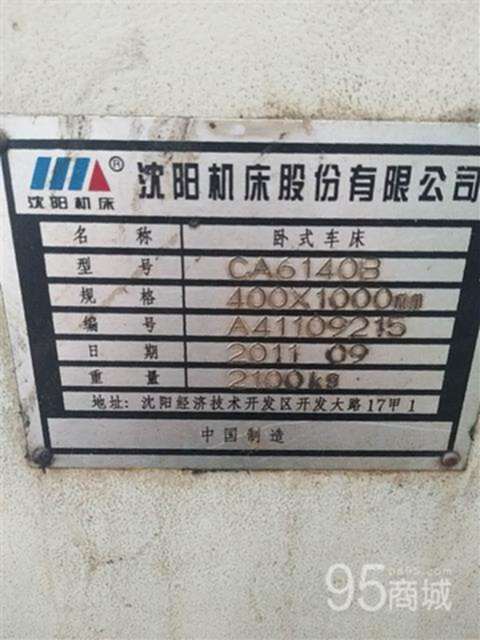 沈阳机床
®
沈阳机床股份有限公司
名 称 卧式车床
型 号 CA6140B
规 格 400X1000mm
编 号 A41109215
日 期 2011 09
重 量 2100kg
地址: 沈阳经济技术开发区开发大路17甲1
中国制造
95商城